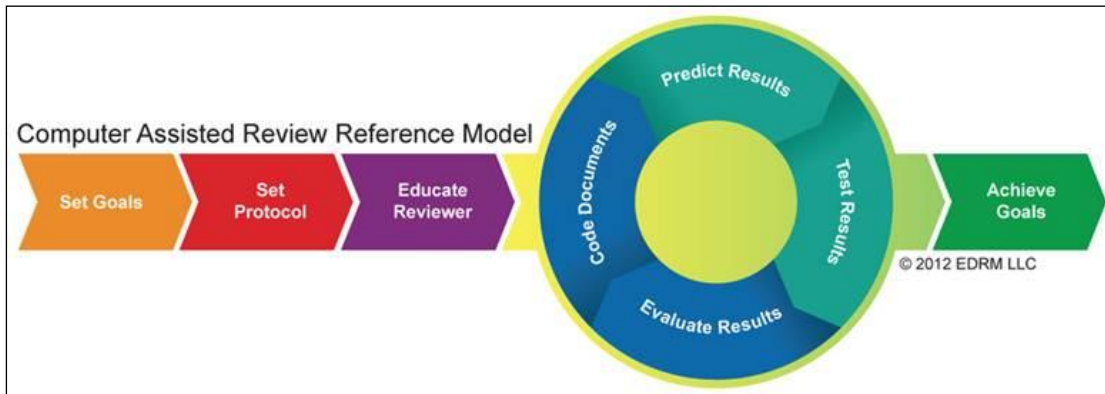 Computer Assisted Review Reference Model
Set Goals
Set
Protocol
Educate
Reviewer
Code Documents
Predict Results
Test Results
Evaluate Results
Achieve
Goals
© 2012 EDRM LLC